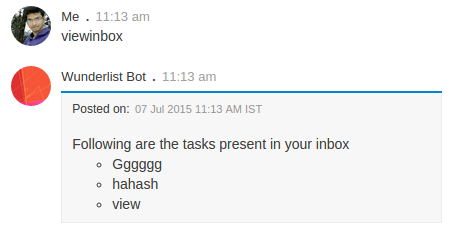 Me . 11:13 am
viewinbox
Wunderlist Bot . 11:13 am
Posted on: 07 Jul 2015 11:13 AM IST
Following are the tasks present in your inbox
Gggggg
hahash
view